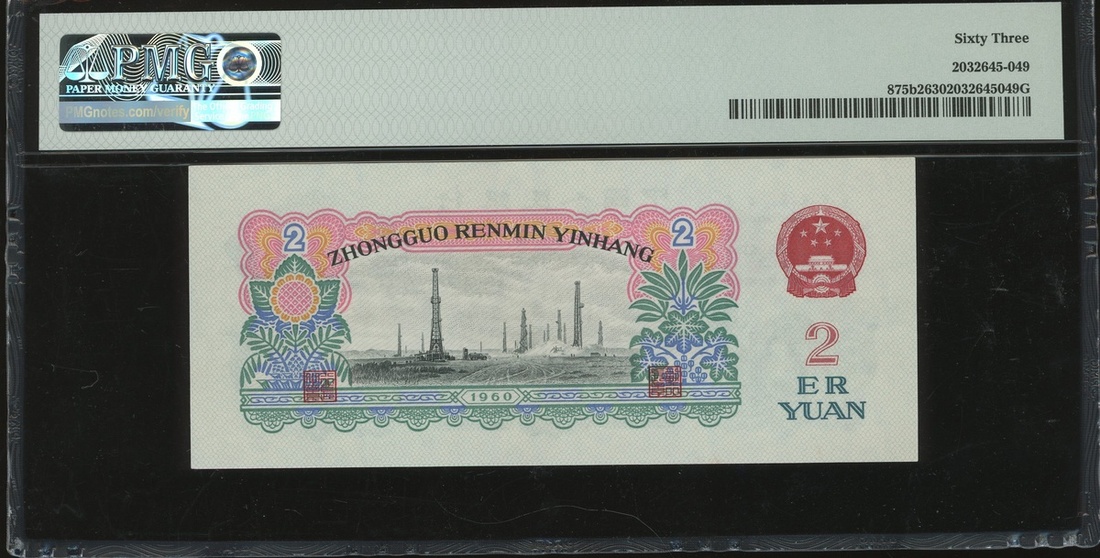 PMG
PAPER MONEY GUARANTY
PMGnotes.com/verify
Sixty Three
2032645-049
875b26302032645049G
2
ZHONGGUO RENMIN YINHANG
2
1960
2
ER
YUAN